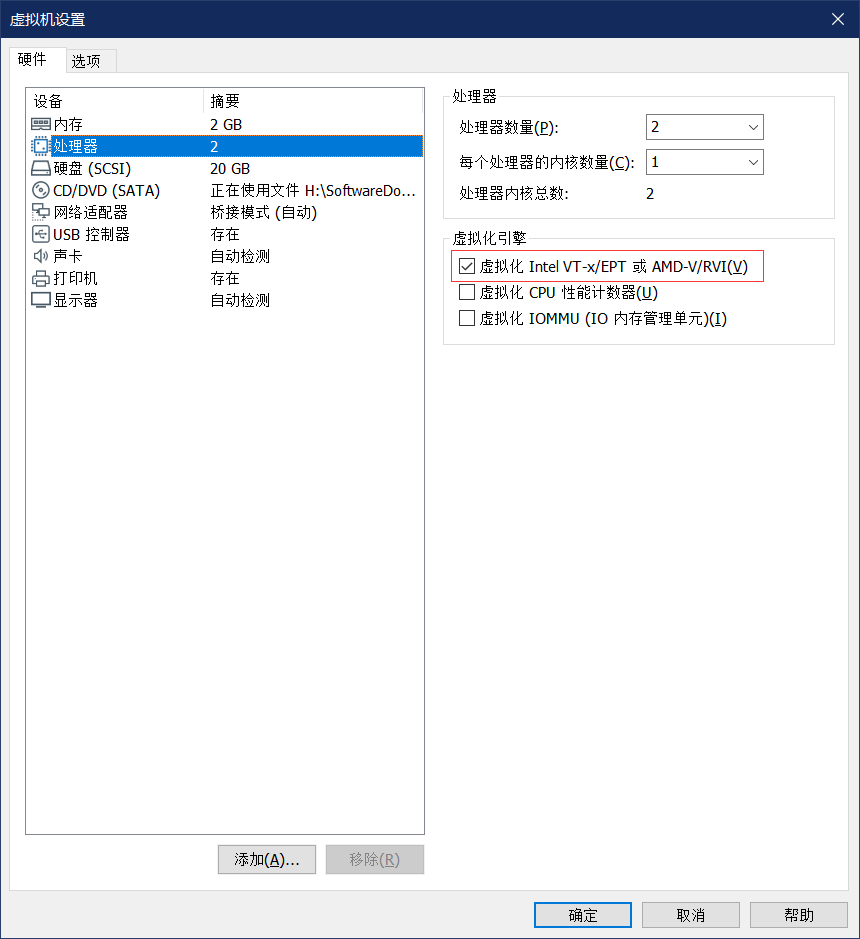 虚拟机设置
硬件 选项
设备 摘要
内存 2 GB
处理器 2
硬盘 (SCSI) 20 GB
CD/DVD (SATA) 正在使用文件 H:\SoftwareDo...
网络适配器 桥接模式 (自动)
USB 控制器 存在
声卡 自动检测
打印机 存在
显示器 自动检测
添加(A)... 移除(R)
处理器
处理器数量(P): 2
每个处理器的内核数量(C): 1
处理器内核总数: 2
虚拟化引擎
虚拟化 Intel VT-x/EPT 或 AMD-V/RVI(V)
虚拟化 CPU 性能计数器(U)
虚拟化 IOMMU (IO 内存管理单元)(I)
确定 取消 帮助